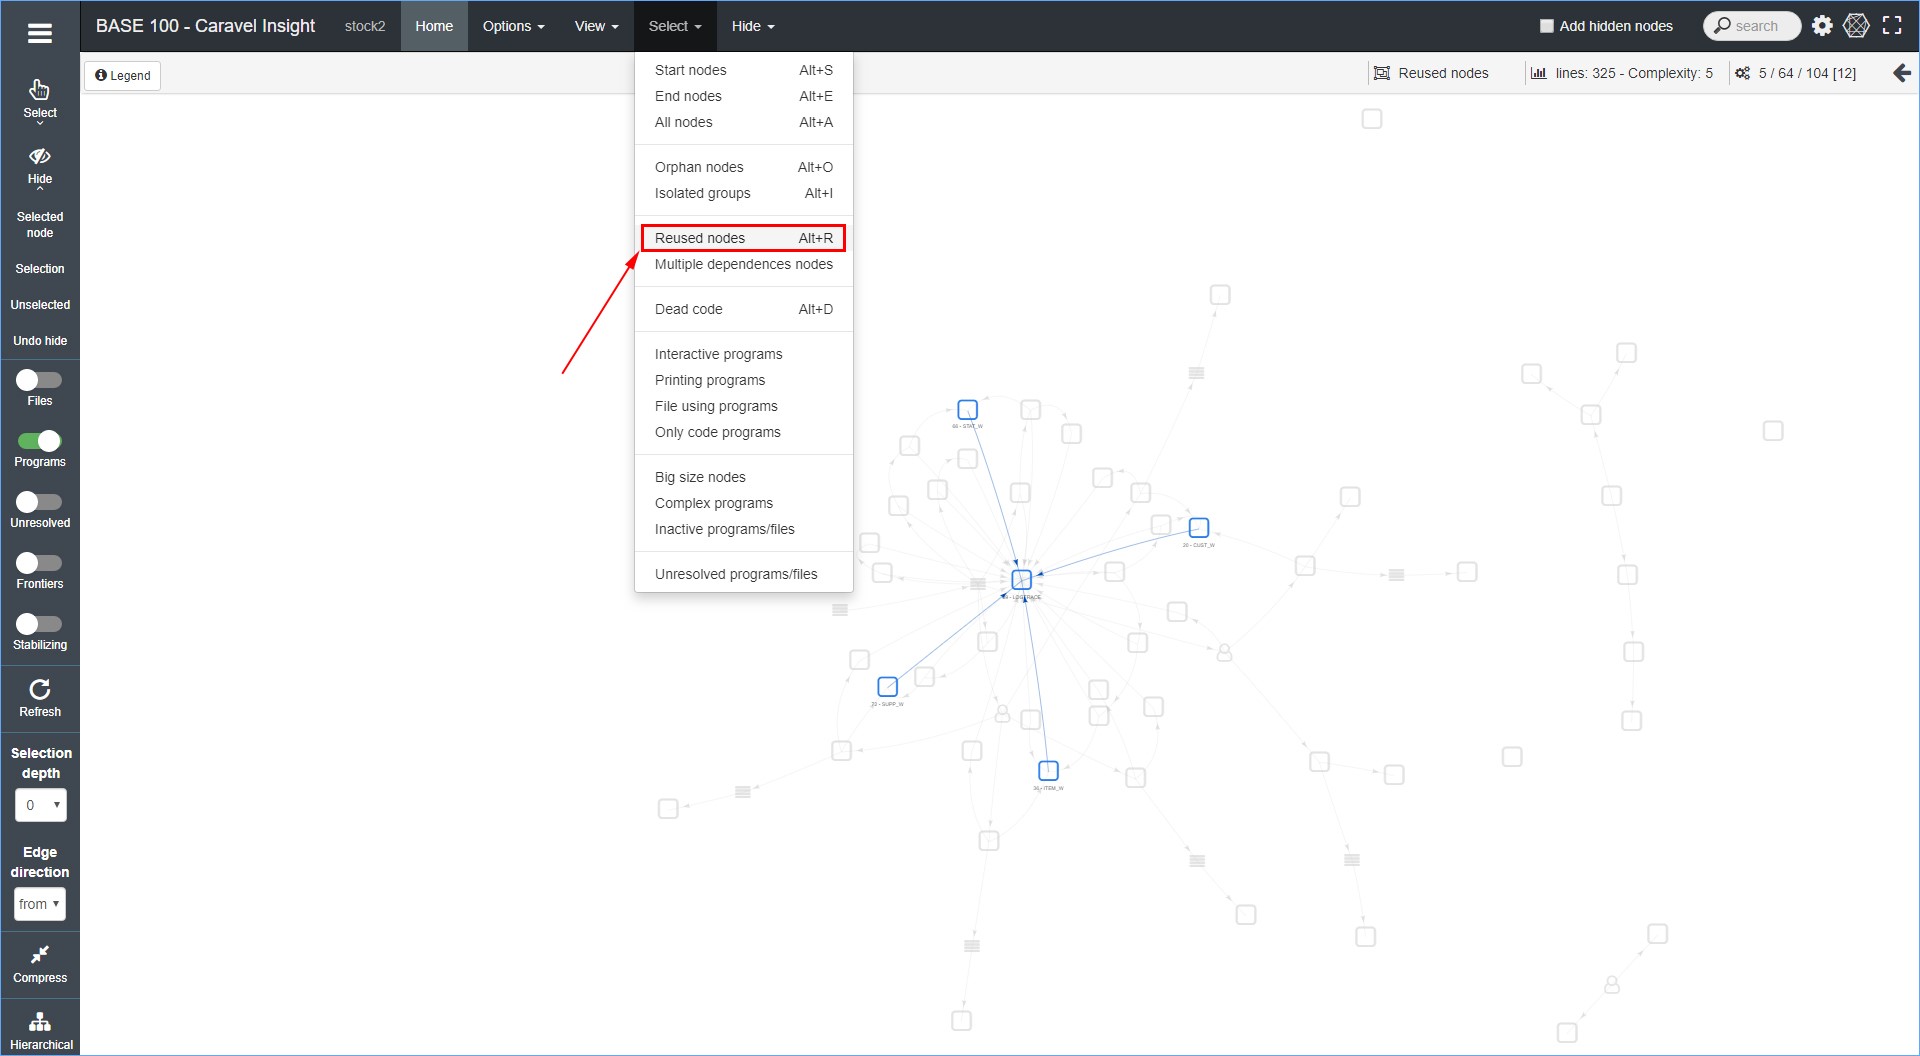 BASE 100 - Caravel Insight
stock2
Home
Options
View
Select
Hide
Add hidden nodes
search
Legend
Reused nodes
lines: 325 - Complexity: 5
5 / 64 / 104 [12]
Select
Hide
Selected node
Selection
Unselected
Undo hide
Files
Programs
Unresolved
Frontiers
Stabilizing
Refresh
Selection depth
0
Edge direction
from
Compress
Hierarchical
Start nodes Alt+S
End nodes Alt+E
All nodes Alt+A
Orphan nodes Alt+O
Isolated groups Alt+I
Reused nodes Alt+R
Multiple dependences nodes
Dead code Alt+D
Interactive programs
Printing programs
File using programs
Only code programs
Big size nodes
Complex programs
Inactive programs/files
Unresolved programs/files
STAT_W
CUST_W
SUPP_W
ITEM_W